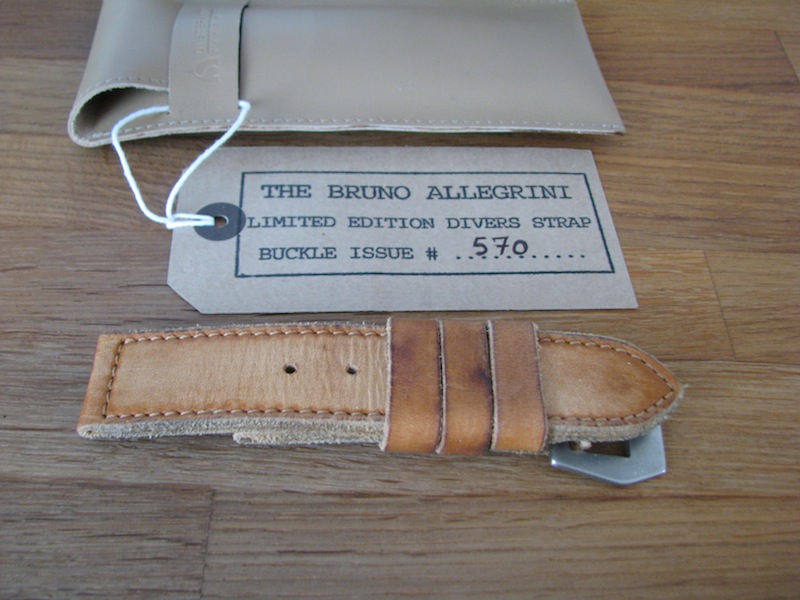 THE BRUNO ALLEGRINI
LIMITED EDITION DIVERS STRAP
BUCKLE ISSUE # ..570..........